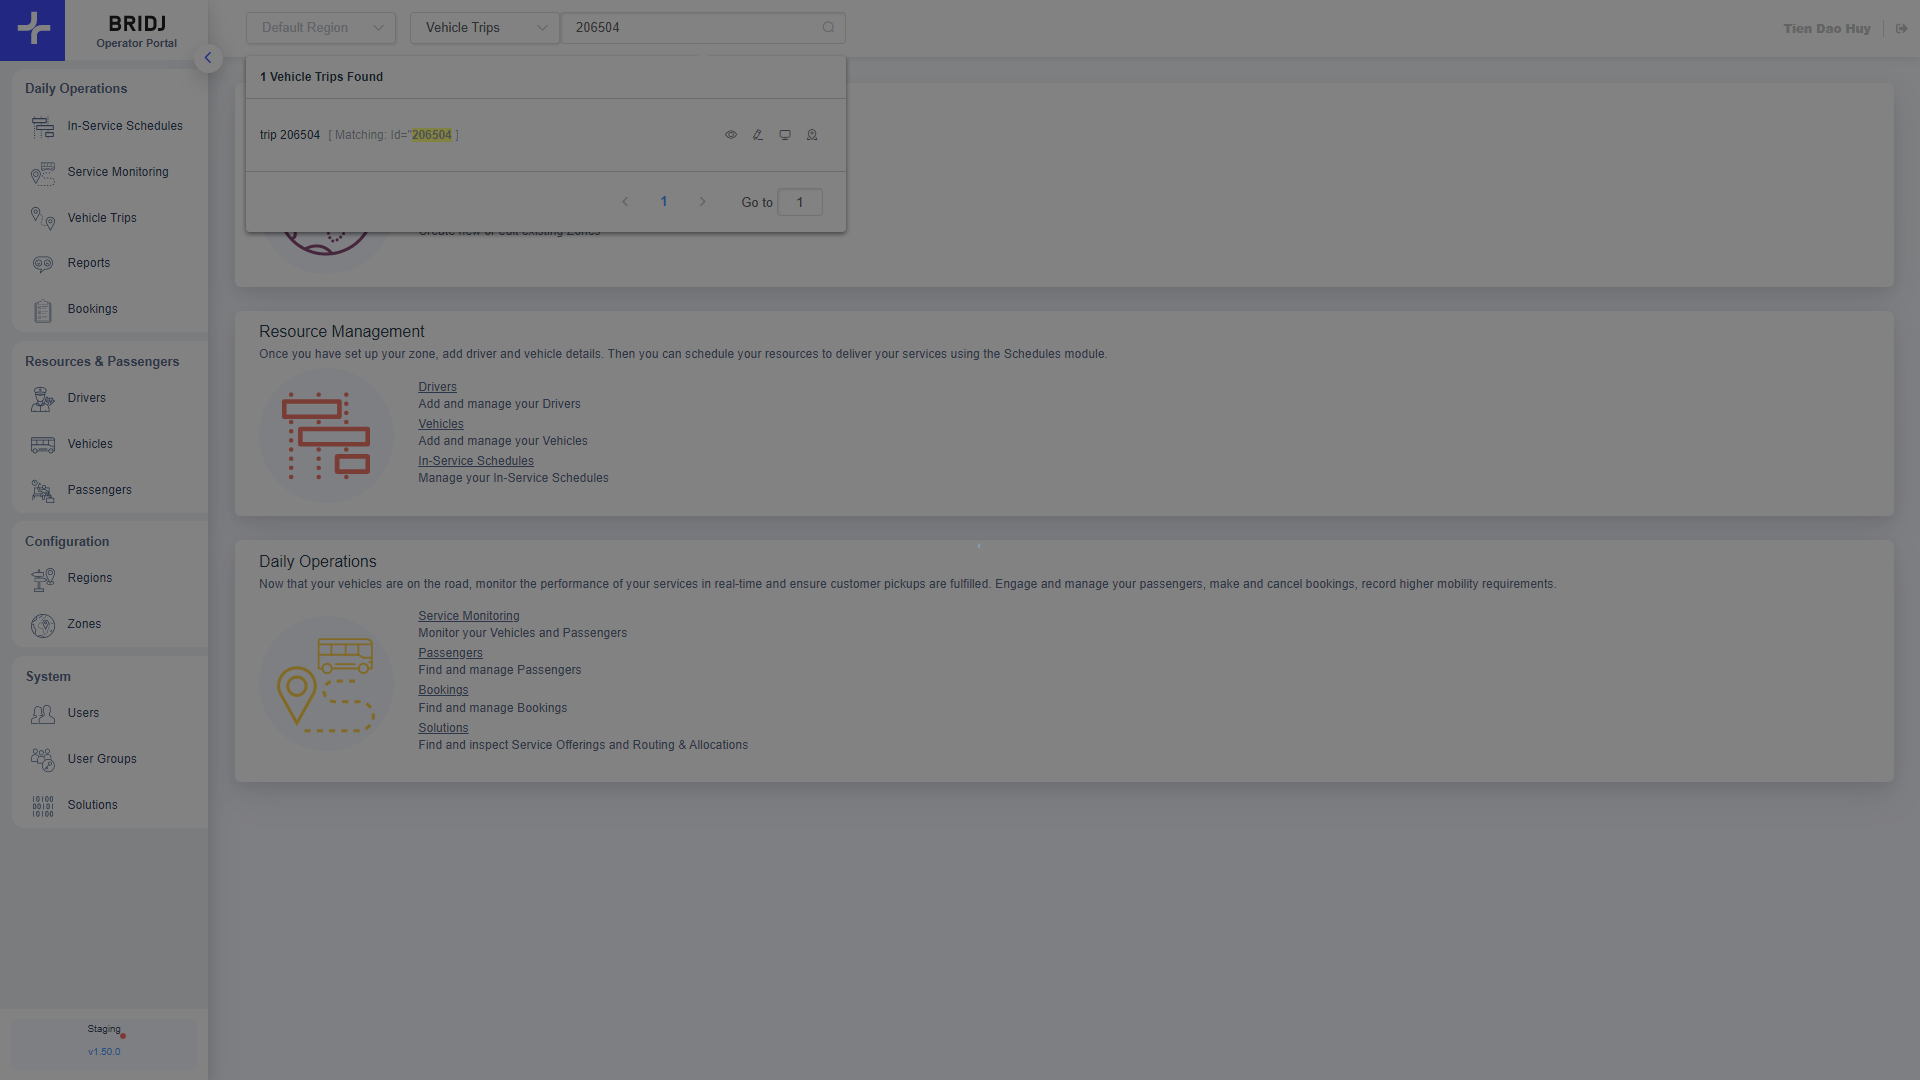 BRIDJ
Operator Portal
Default Region
Vehicle Trips
206504
Tien Dao Huy
1 Vehicle Trips Found
trip 206504 [ Matching: Id="206504 ]
1
Go to
1
Create new or edit existing Zones
Daily Operations
In-Service Schedules
Service Monitoring
Vehicle Trips
Reports
Bookings
Resources & Passengers
Drivers
Vehicles
Passengers
Configuration
Regions
Zones
System
Users
User Groups
Solutions
Staging
v1.50.0
Resource Management
Once you have set up your zone, add driver and vehicle details. Then you can schedule your resources to deliver your services using the Schedules module.
Drivers
Add and manage your Drivers
Vehicles
Add and manage your Vehicles
In-Service Schedules
Manage your In-Service Schedules
Daily Operations
Now that your vehicles are on the road, monitor the performance of your services in real-time and ensure customer pickups are fulfilled. Engage and manage your passengers, make and cancel bookings, record higher mobility requirements.
Service Monitoring
Monitor your Vehicles and Passengers
Passengers
Find and manage Passengers
Bookings
Find and manage Bookings
Solutions
Find and inspect Service Offerings and Routing & Allocations